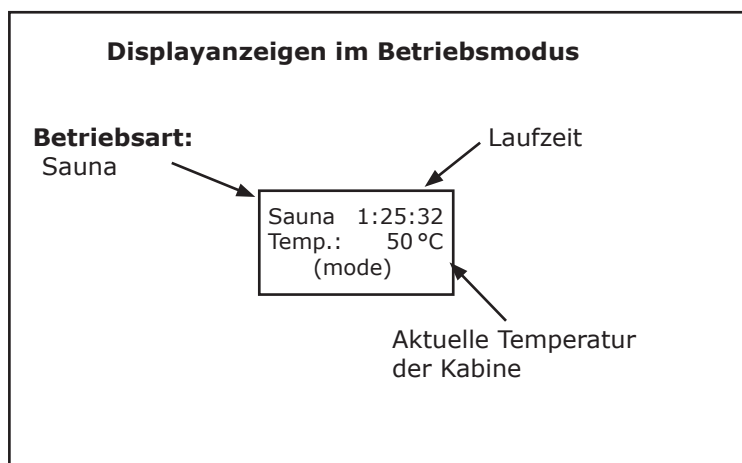 Displayanzeigen im Betriebsmodus
Betriebsart:
Sauna
Laufzeit
Sauna 1:25:32
Temp.: 50 °C
(mode)
Aktuelle Temperatur
der Kabine